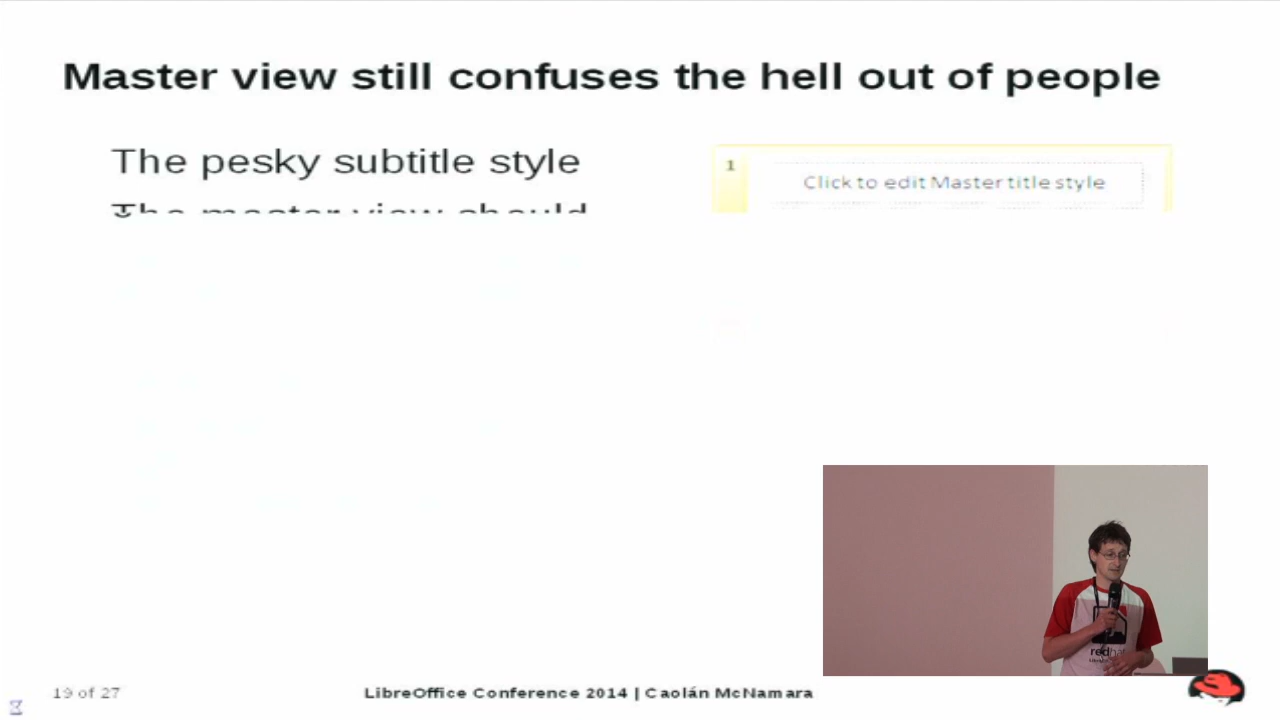 Master view still confuses the hell out of people
The pesky subtitle style
The master view should
1
Click to edit Master title style
redhat
19 of 27
LibreOffice Conference 2014 | Caolán McNamara